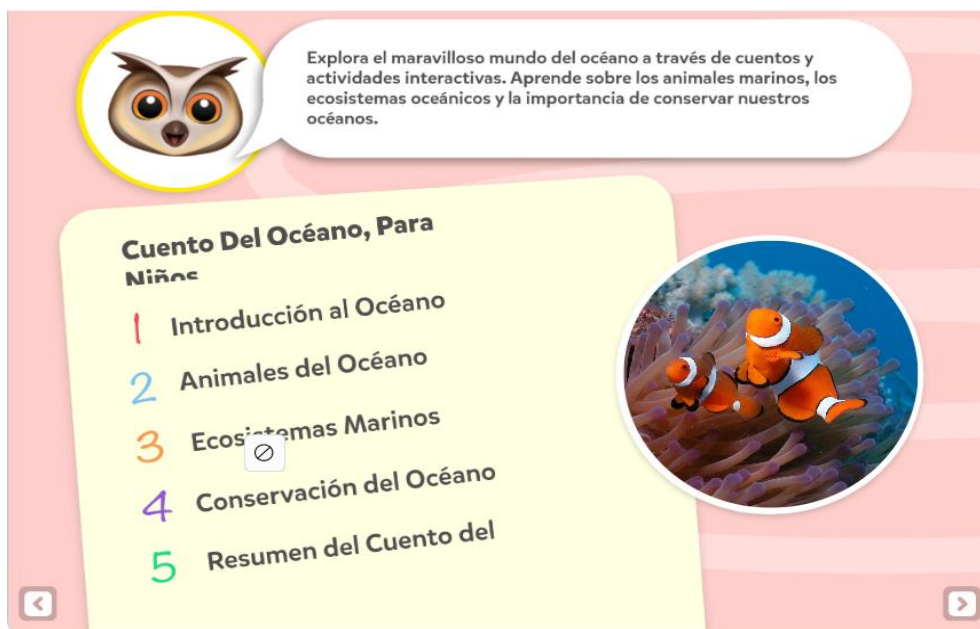 Explora el maravilloso mundo del océano a través de cuentos y
actividades interactivas. Aprende sobre los animales marinos, los
ecosistemas oceánicos y la importancia de conservar nuestros
océanos.
Cuento Del Océano, Para
Niños
1 Introducción al Océano
2 Animales del Océano
3 Ecosistemas Marinos
4 Conservación del Océano
5 Resumen del Cuento del